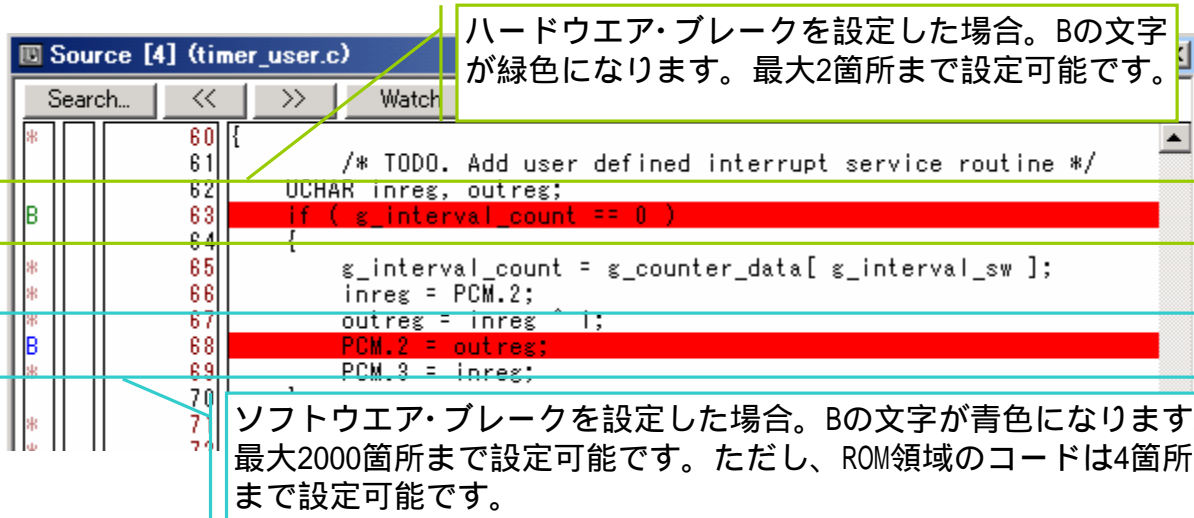 ハードウエア・ブレークを設定した場合。Bの文字
が緑色になります。最大2箇所まで設定可能です。
Source [4] (timer_user.c)
Search... << >> Watch
* 60 {
61 /* TODO. Add user defined interrupt service routine */
62 UCHAR inreg, outreg;
B 63 if ( g_interval_count == 0 )
64 {
* 65 g_interval_count = g_counter_data[ g_interval_sw ];
* 66 inreg = PCM.2;
* 67 outreg = inreg ^ 1;
B 68 PCM.2 = outreg;
* 69 PCM.3 = inreg;
70 }
*
*
ソフトウエア・ブレークを設定した場合。Bの文字が青色になります
最大2000箇所まで設定可能です。ただし、ROM領域のコードは4箇所
まで設定可能です。